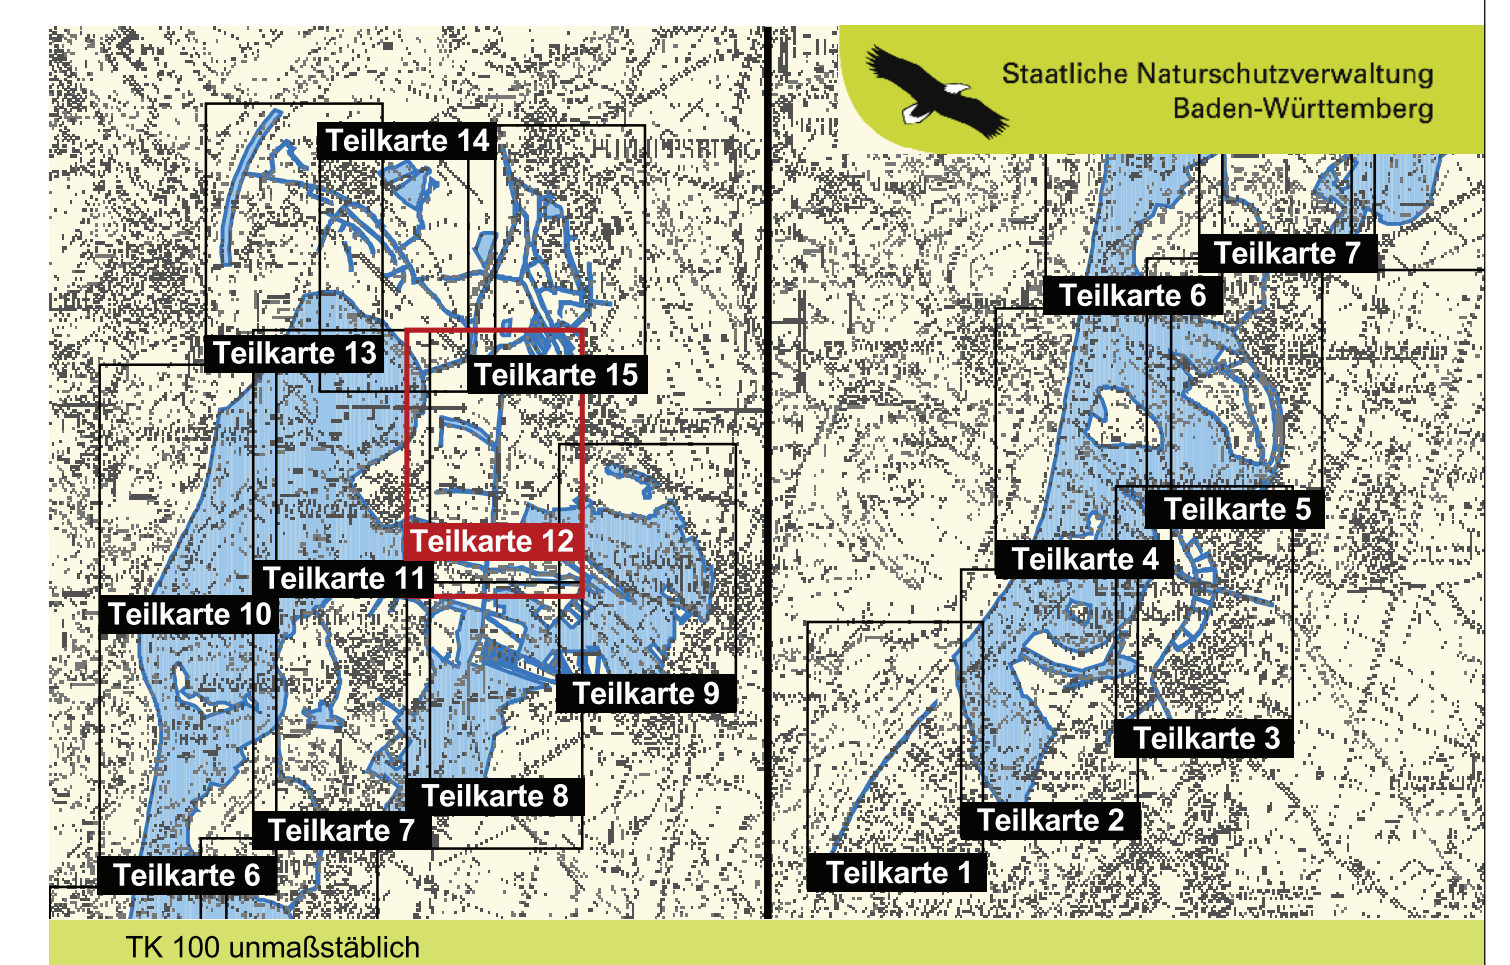 Staatliche Naturschutzverwaltung
Baden-Württemberg
Teilkarte 14
Teilkarte 13
Teilkarte 15
Teilkarte 12
Teilkarte 11
Teilkarte 10
Teilkarte 9
Teilkarte 8
Teilkarte 7
Teilkarte 6
Teilkarte 7
Teilkarte 6
Teilkarte 5
Teilkarte 4
Teilkarte 3
Teilkarte 2
Teilkarte 1
TK 100 unmaßstäblich